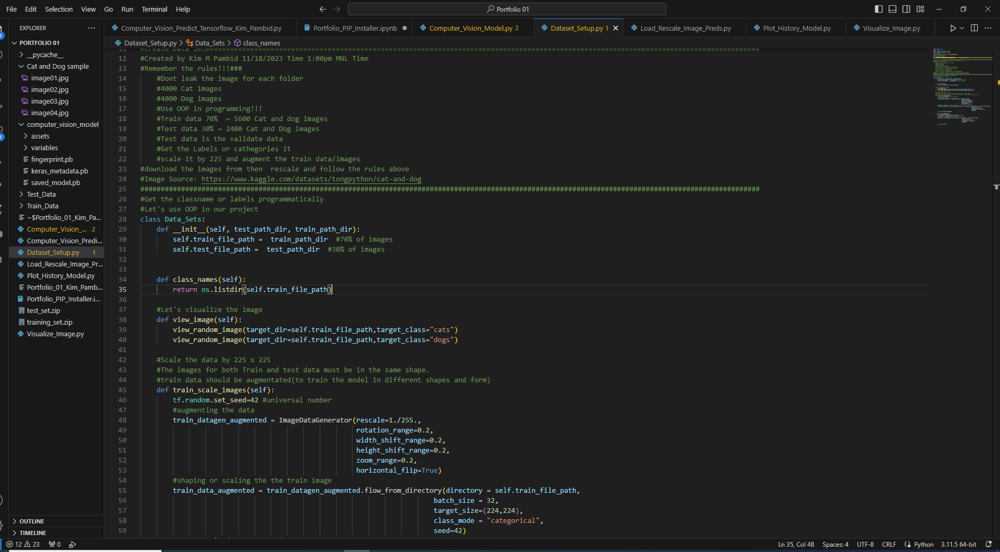 File Edit Selection View Go Run Terminal Help
Portfolio 01
EXPLORER
Computer_Vision_Predict_Tensorflow_Kim_Pambid.py
Portfolio_PIP_Installer.ipynb
Computer_Vision_Model.py 2
Dataset_Setup.py 1
Load_Rescale_Image_Preds.py
Plot_History_Model.py
Visualize_Image.py
Dataset_Setup.py > Data_Sets > class_names
PORTFOLIO 01
__pycache__
Cat and Dog sample
image01.jpg
image02.jpg
image03.jpg
image04.jpg
computer_vision_model
assets
variables
fingerprint.pb
keras_metadata.pb
saved_model.pb
Test_Data
Train_Data
~$Portfolio_01_Kim_Pa...
Computer_Vision_... 2
Computer_Vision_Predi...
Dataset_Setup.py 1
Load_Rescale_Image_Pr...
Plot_History_Model.py
Portfolio_01_Kim_Pamb...
Portfolio_PIP_Installer.i...
test_set.zip
training_set.zip
Visualize_Image.py
OUTLINE
TIMELINE
12 #Created by Kim M Pambid 11/18/2023 Time 1:00pm MNL Time
13 #Remember the rules!!!###
14 #Dont leak the image for each folder
15 #4000 Cat images
16 #4000 Dog images
17 #Use OOP in programming!!!
18 #Train data 70%  ~ 5600 Cat and dog images
19 #Test data 30% ~ 2400 Cat and Dog images
20 #Test data is the validate data
21 #Get the Labels or cathegories it
22 #scale it by 225 and augment the train data/images
23 #download the images from then  rescale and follow the rules above
24 #Image Source: https://www.kaggle.com/datasets/tongpython/cat-and-dog
25 ########################################################################################################################################################
26 #Get the classname or labels programmatically
27 #Let's use OOP in our project
28 class Data_Sets:
29 def __init__(self, test_path_dir, train_path_dir):
30 self.train_file_path =  train_path_dir  #70% of images
31 self.test_file_path =  test_path_dir  #30% of images
32
33
34 def class_names(self):
35 return os.listdir(self.train_file_path)
36
37 #Let's visualize the image
38 def view_image(self):
39 view_random_image(target_dir=self.train_file_path,target_class="cats")
40 view_random_image(target_dir=self.train_file_path,target_class="dogs")
41
42 #Scale the data by 225 x 225
43 #The images for both Train and test data must be in the same shape.
44 #train data should be augmentated(to train the model in different shapes and form)
45 def train_scale_images(self):
46 tf.random.set_seed=42 #universal number
47 #augmenting the data
48 train_datagen_augmented = ImageDataGenerator(rescale=1./255.,
49 rotation_range=0.2,
50 width_shift_range=0.2,
51 height_shift_range=0.2,
52 zoom_range=0.2,
53 horizontal_flip=True)
54 #shaping or scaling the the train image
55 train_data_augmented = train_datagen_augmented.flow_from_directory(directory = self.train_file_path,
56 batch_size = 32,
57 target_size=(224,224),
58 class_mode = "categorical",
59 seed=42)
12 23 0
Ln 35, Col 48 Spaces: 4 UTF-8 CRLF Python 3.11.5 64-bit